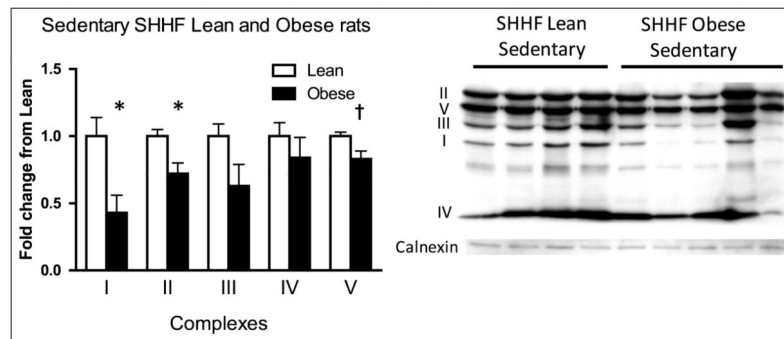 Sedentary SHHF Lean and Obese rats
Lean
Obese
* * †
Fold change from Lean
1.5
1.0
0.5
0.0
I II III IV V
Complexes
SHHF Lean SHHF Obese
Sedentary Sedentary
II
V
III
I
IV
Calnexin